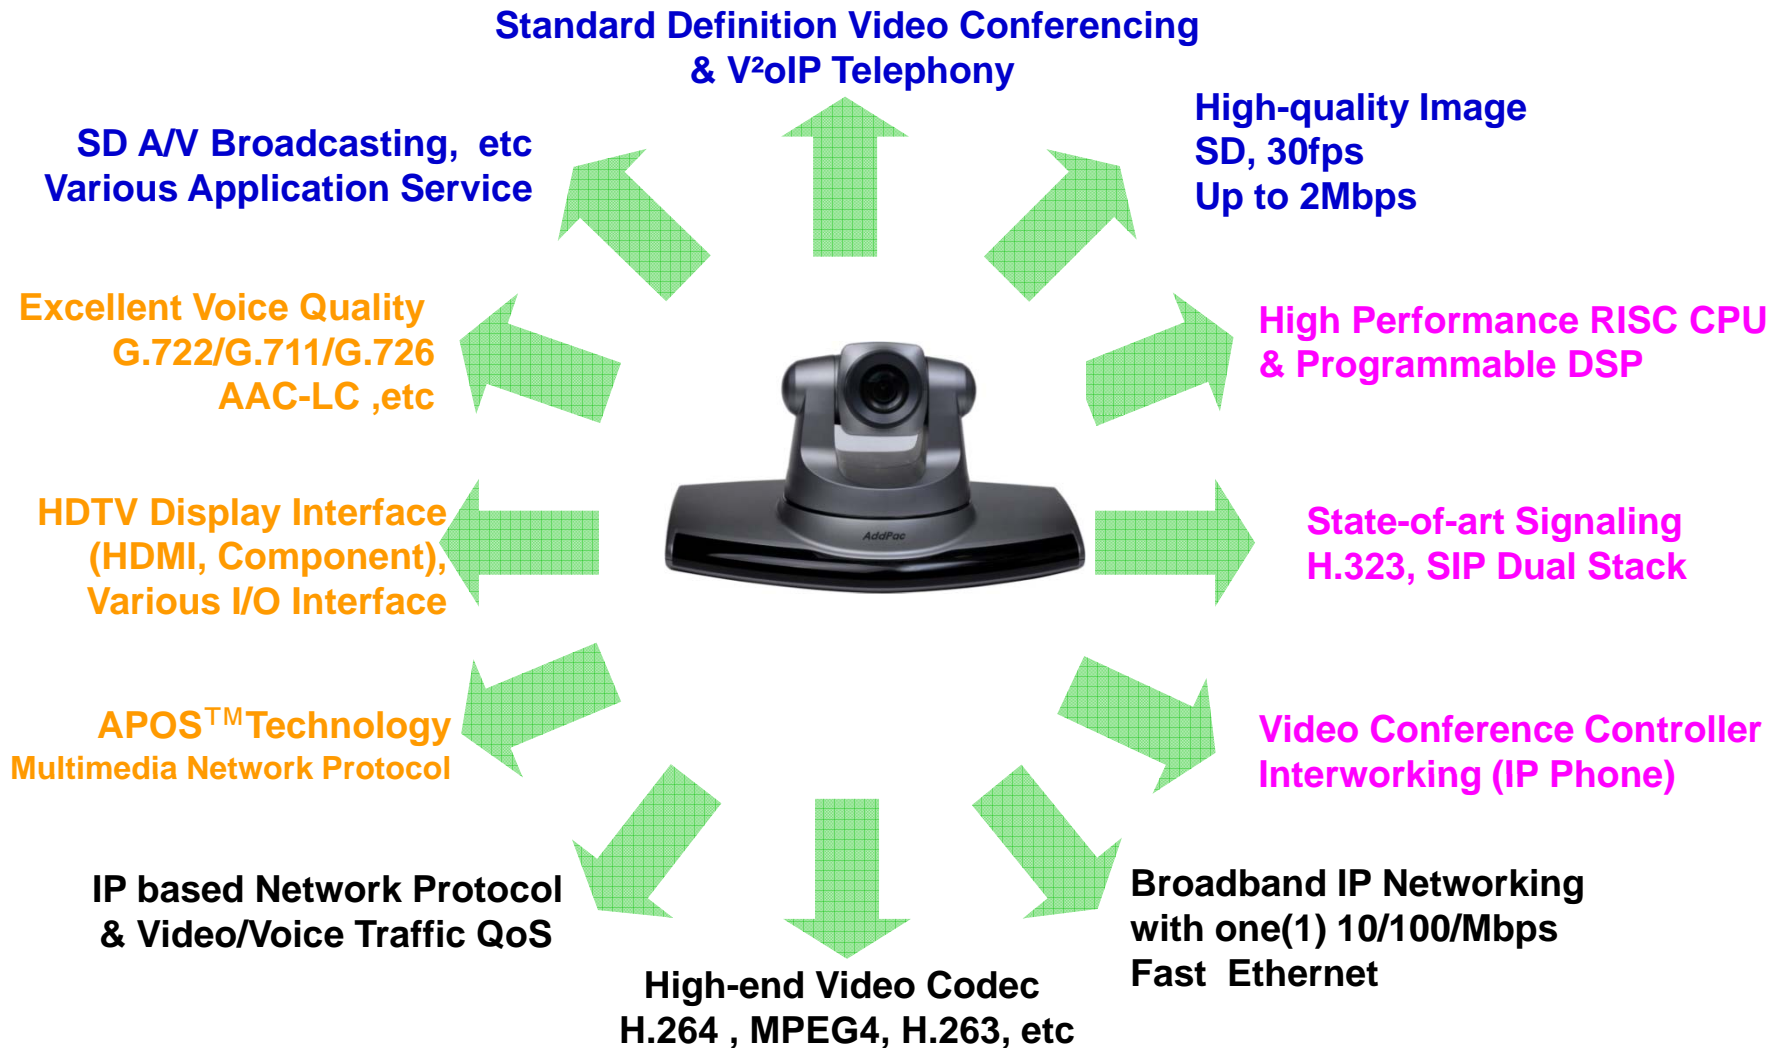 Standard Definition Video Conferencing
& V²oIP Telephony
High-quality Image
SD, 30fps
Up to 2Mbps
SD A/V Broadcasting, etc
Various Application Service
Excellent Voice Quality
G.722/G.711/G.726
AAC-LC ,etc
High Performance RISC CPU
& Programmable DSP
HDTV Display Interface
(HDMI, Component),
Various I/O Interface
AddPac
State-of-art Signaling
H.323, SIP Dual Stack
APOS™Technology
Multimedia Network Protocol
Video Conference Controller
Interworking (IP Phone)
IP based Network Protocol
& Video/Voice Traffic QoS
Broadband IP Networking
with one(1) 10/100/Mbps
Fast Ethernet
High-end Video Codec
H.264 , MPEG4, H.263, etc